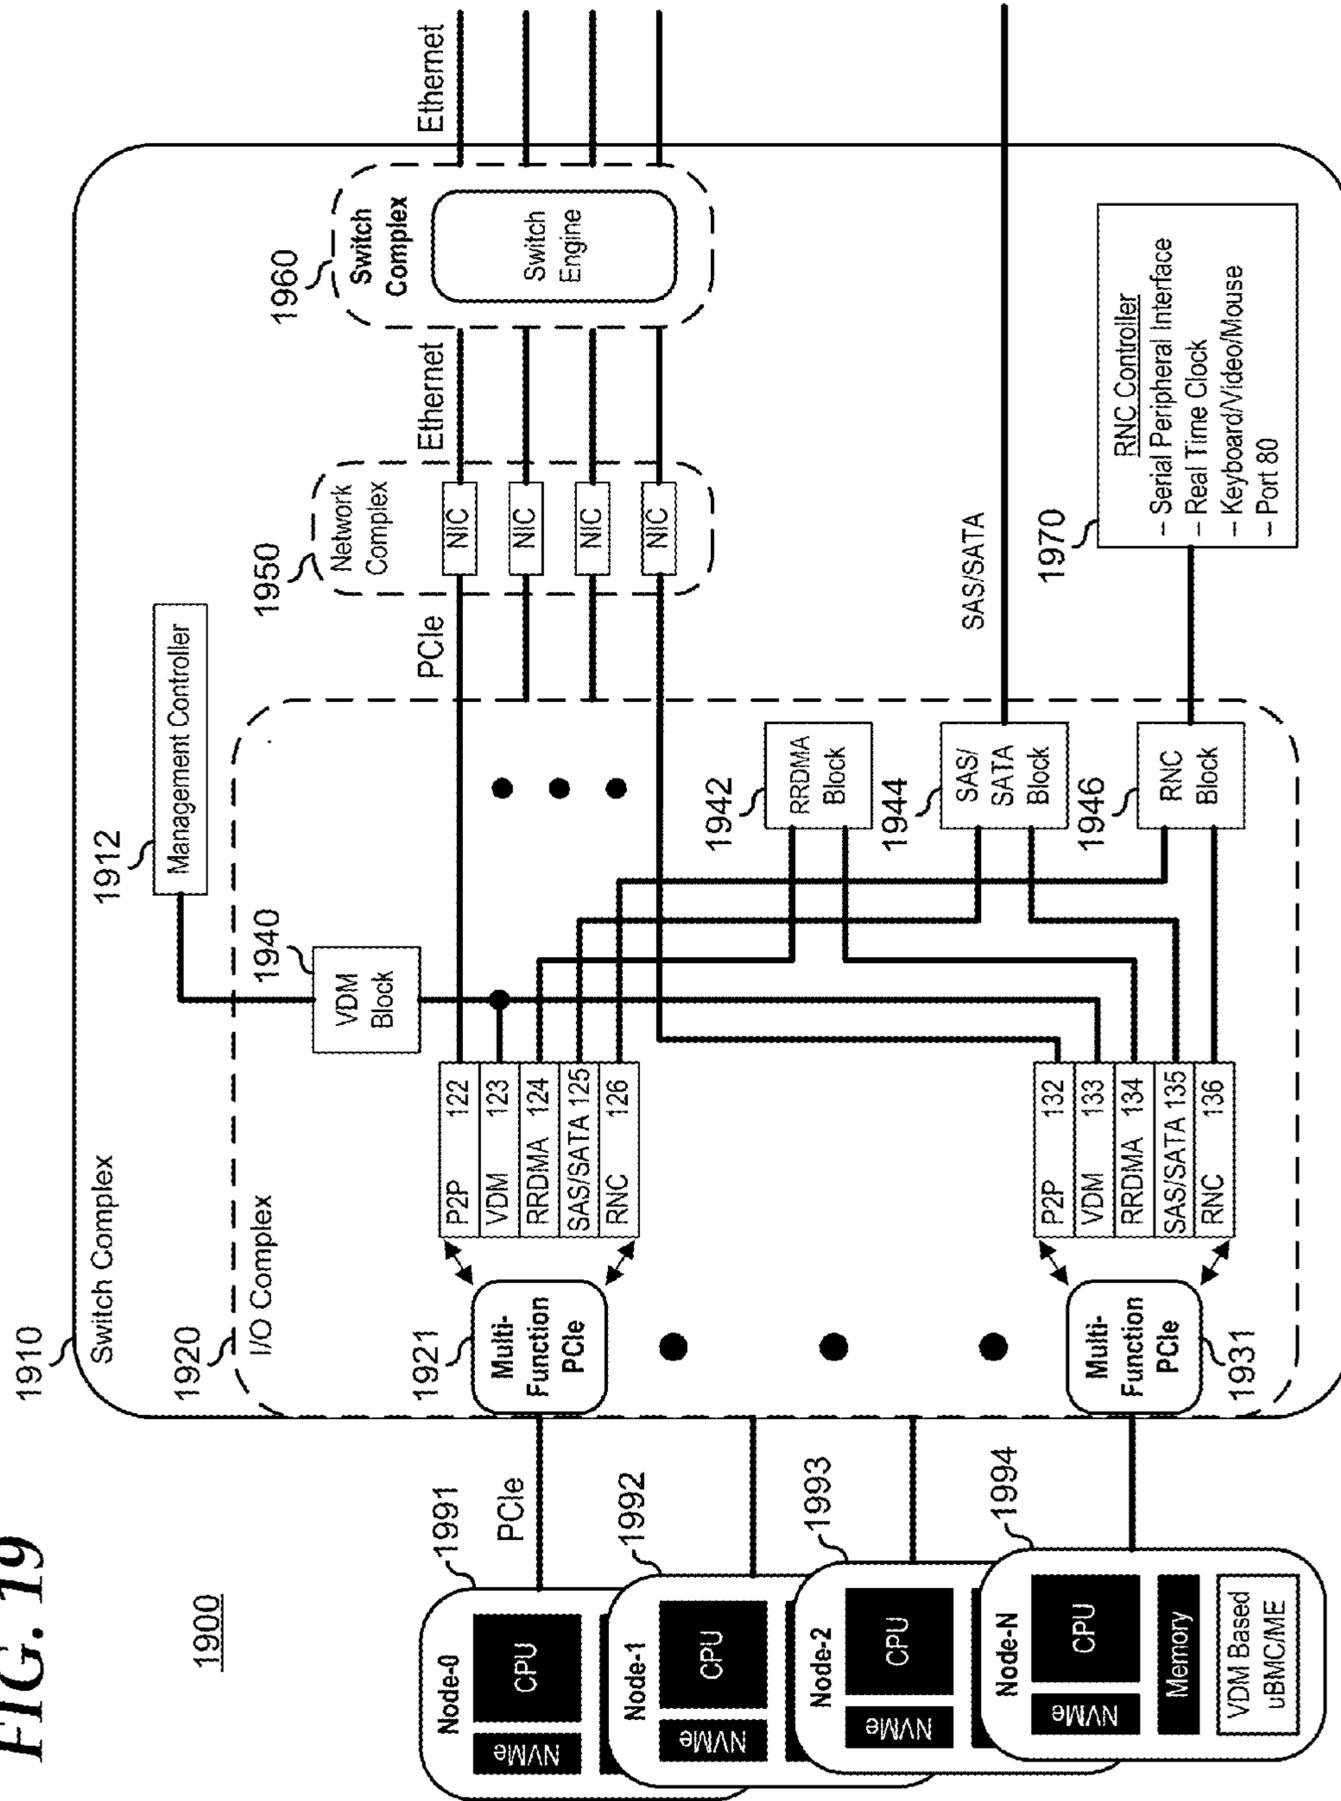 FIG. 19
1900
1910
Switch Complex
1912
Management Controller
1920
I/O Complex
1940
VDM
Block
1950
Network
Complex
NIC
NIC
NIC
NIC
1960
Switch
Complex
Switch
Engine
PCIe
Ethernet
Ethernet
1991
PCIe
Node-0
NVMe
CPU
1992
Node-1
NVMe
CPU
1993
Node-2
NVMe
CPU
1994
Node-N
NVMe
CPU
Memory
VDM Based
uBMC/ME
1921
Multi-
Function
PCIe
P2P 122
VDM 123
RRDMA 124
SAS/SATA 125
RNC 126
Multi-
Function
PCIe
1931
P2P 132
VDM 133
RRDMA 134
SAS/SATA 135
RNC 136
1942
RRDMA
Block
1944
SAS/
SATA
Block
SAS/SATA
1946
RNC
Block
1970
RNC Controller
– Serial Peripheral Interface
– Real Time Clock
– Keyboard/Video/Mouse
– Port 80